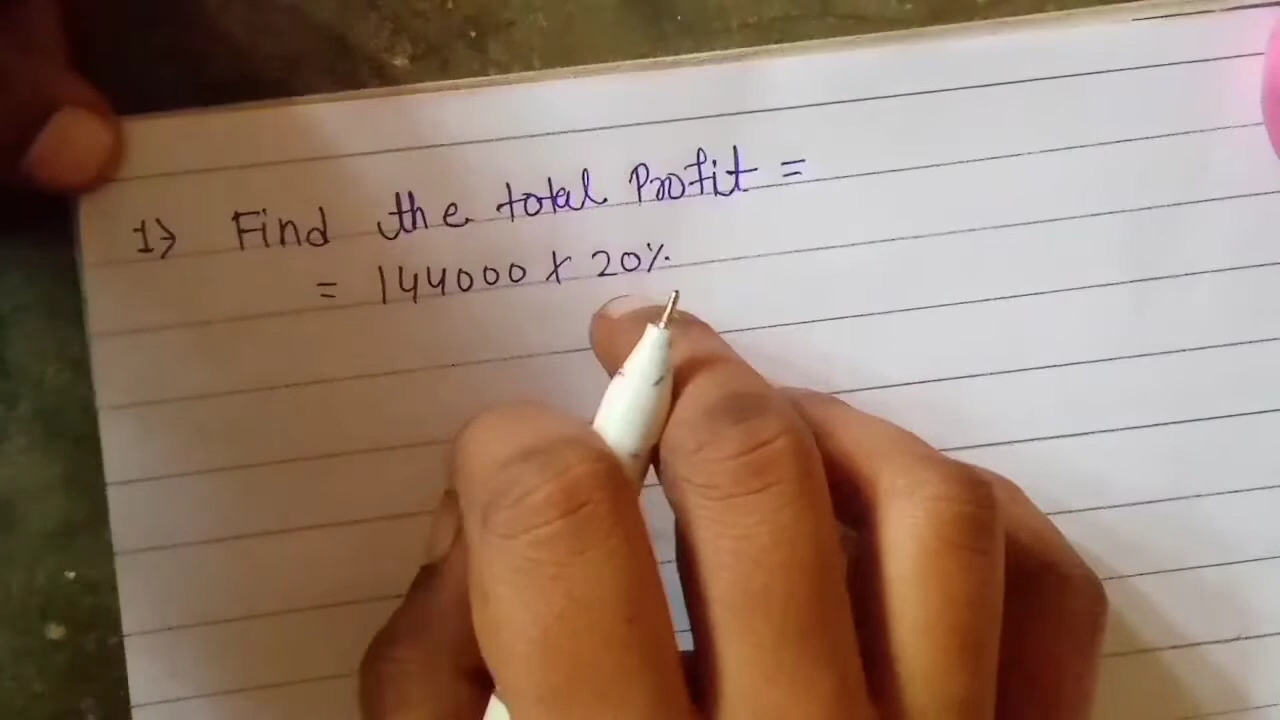 1) Find the total Profit =
= 144000 x 20%